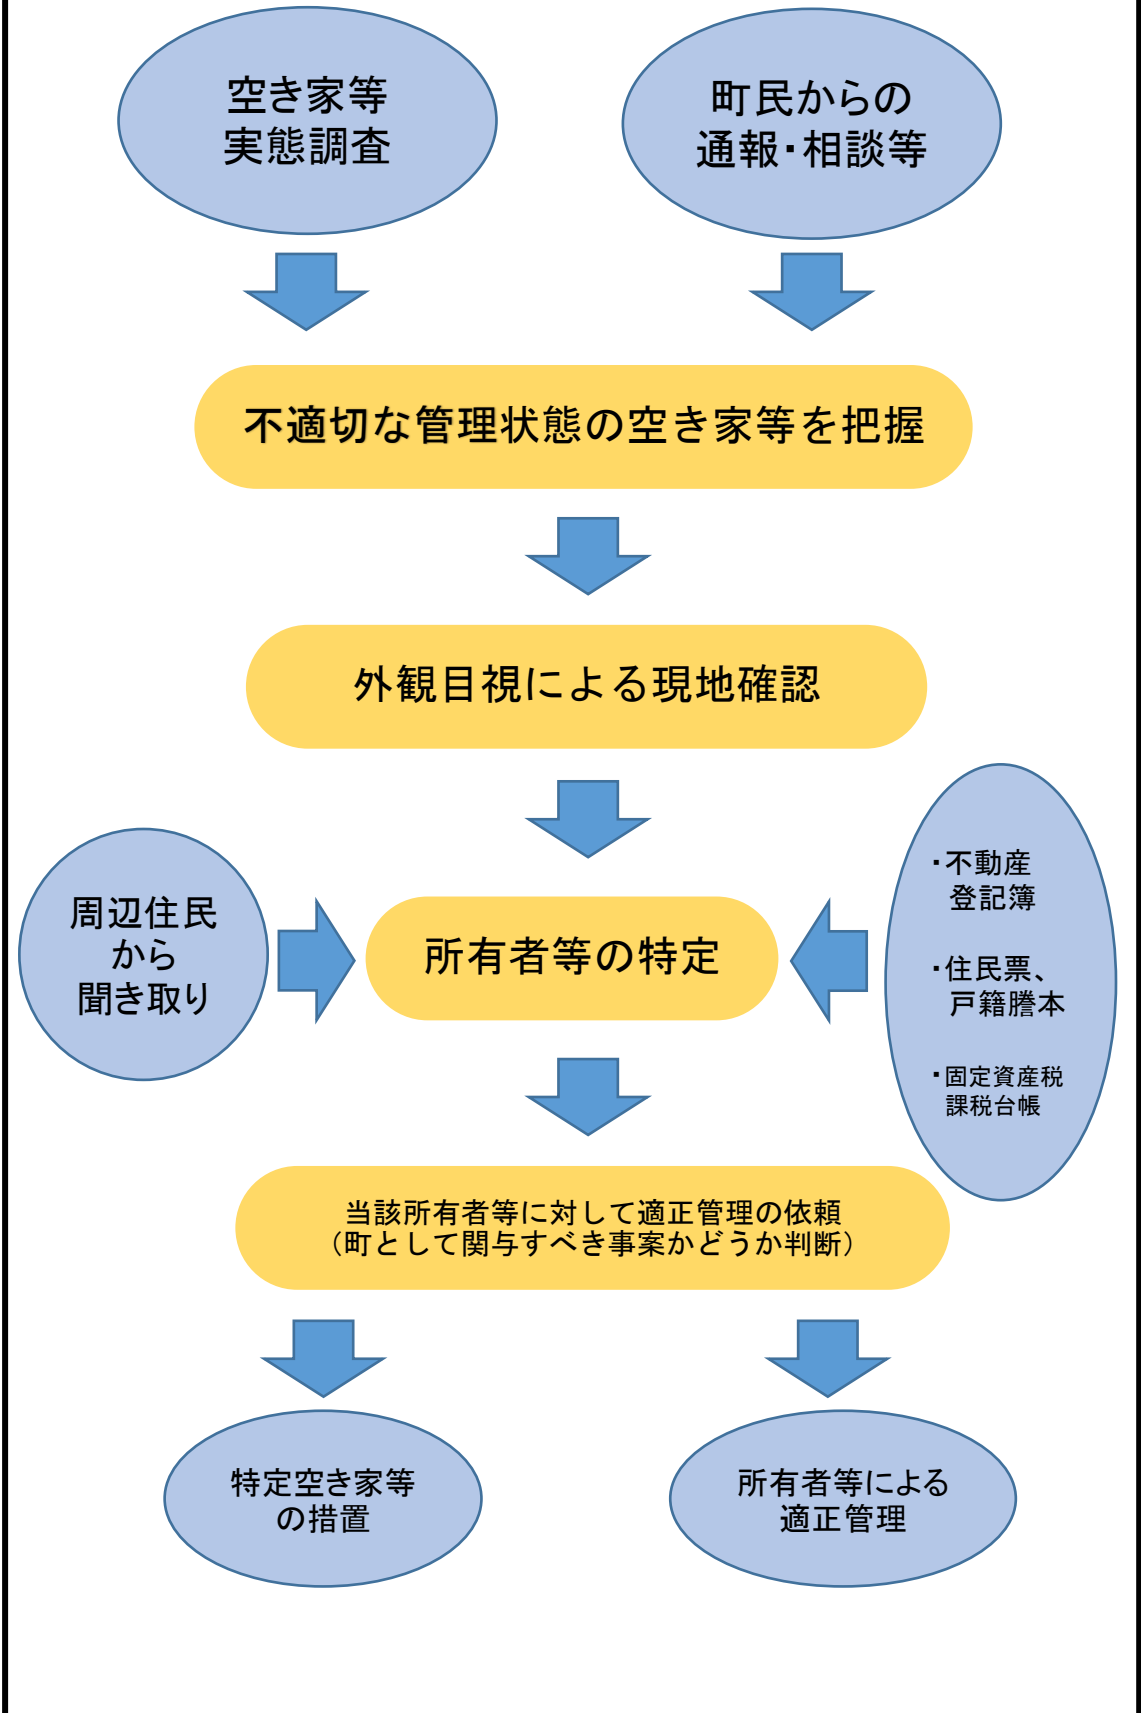 空き家等
実態調査
町民からの
通報・相談等
不適切な管理状態の空き家等を把握
外観目視による現地確認
周辺住民
から
聞き取り
所有者等の特定
・不動産
登記簿
・住民票、
戸籍謄本
・固定資産税
課税台帳
当該所有者等に対して適正管理の依頼
（町として関与すべき事案かどうか判断）
特定空き家等
の措置
所有者等による
適正管理